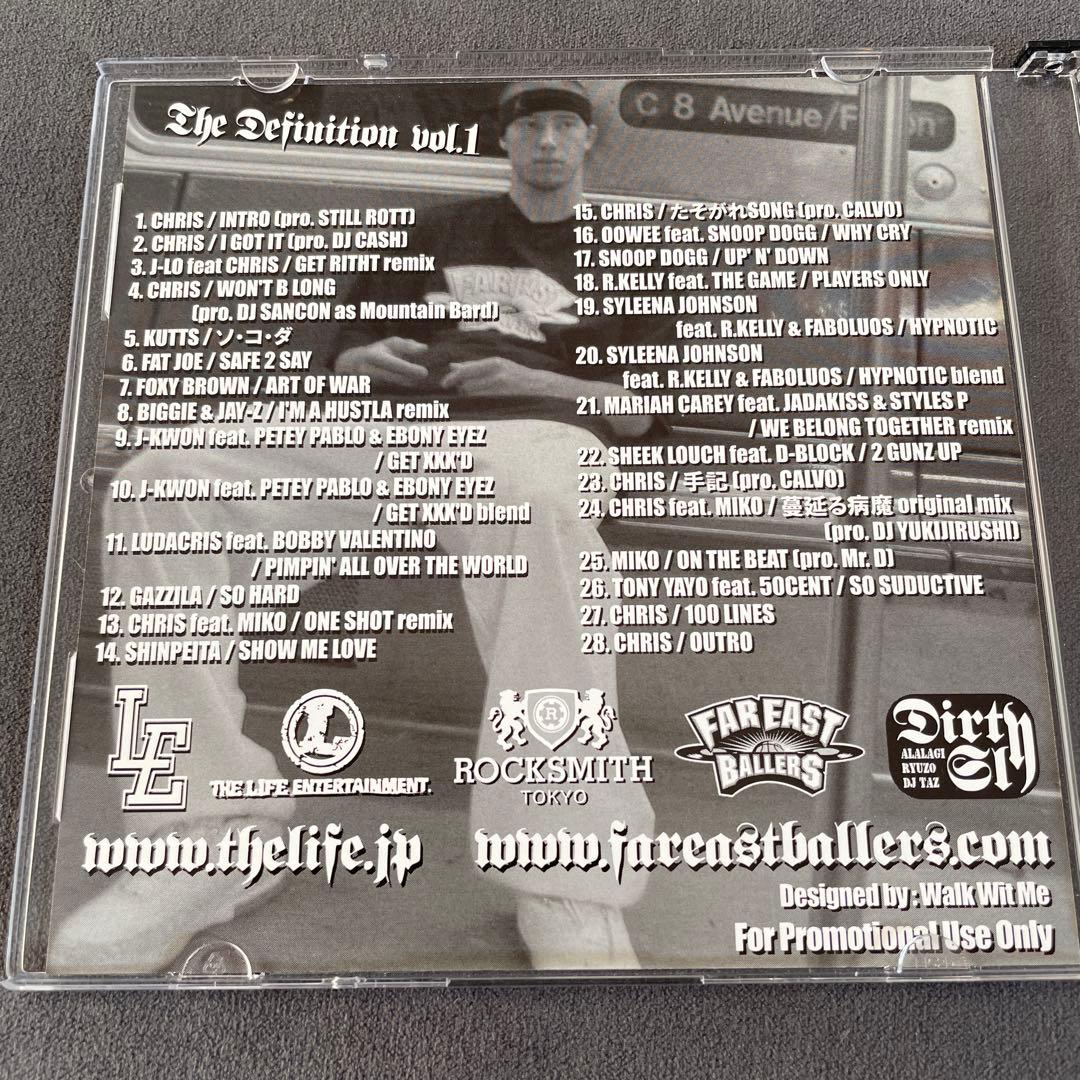 C 8 Avenue/F on
The Definition vol.1
1. CHRIS / INTRO (pro. STILL ROTT)
2. CHRIS / I GOT IT (pro. DJ CASH)
3. J-LO feat CHRIS / GET RITHT remix
4. CHRIS / WON'T B LONG
(pro. DJ SANCON as Mountain Bard)
5. KUTTS / ソ・コ・ダ
6. FAT JOE / SAFE 2 SAY
7. FOXY BROWN / ART OF WAR
8. BIGGIE & JAY-Z / I'M A HUSTLA remix
9. J-KWON feat. PETEY PABLO & EBONY EYEZ
/ GET XXX'D
10. J-KWON feat. PETEY PABLO & EBONY EYEZ
/ GET XXX'D blend
11. LUDACRIS feat. BOBBY VALENTINO
/ PIMPIN' ALL OVER THE WORLD
12. GAZZILA / SO HARD
13. CHRIS feat. MIKO / ONE SHOT remix
14. SHINPEITA / SHOW ME LOVE
15. CHRIS / たそがれSONG (pro. CALVO)
16. OOWEE feat. SNOOP DOGG / WHY CRY
17. SNOOP DOGG / UP' N' DOWN
18. R.KELLY feat. THE GAME / PLAYERS ONLY
19. SYLEENA JOHNSON
feat. R.KELLY & FABOLUOS / HYPNOTIC
20. SYLEENA JOHNSON
feat. R.KELLY & FABOLUOS / HYPNOTIC blend
21. MARIAH CAREY feat. JADAKISS & STYLES P
/ WE BELONG TOGETHER remix
22. SHEEK LOUCH feat. D-BLOCK / 2 GUNZ UP
23. CHRIS / 手記 (pro. CALVO)
24. CHRIS feat. MIKO / 蔓延る病魔 original mix
(pro. DJ YUKIJIRUSHI)
25. MIKO / ON THE BEAT (pro. Mr. D)
26. TONY YAYO feat. 50CENT / SO SUDUCTIVE
27. CHRIS / 100 LINES
28. CHRIS / OUTRO
FAR EAST
LE
THE LIFE ENTERTAINMENT.
R
ROCKSMITH
TOKYO
FAR EAST
BALLERS
Dirty
Sly
ALALAGI
RYUZO
DJ TAZ
www.thelife.jp
www.fareastballers.com
Designed by : Walk Wit Me
For Promotional Use Only